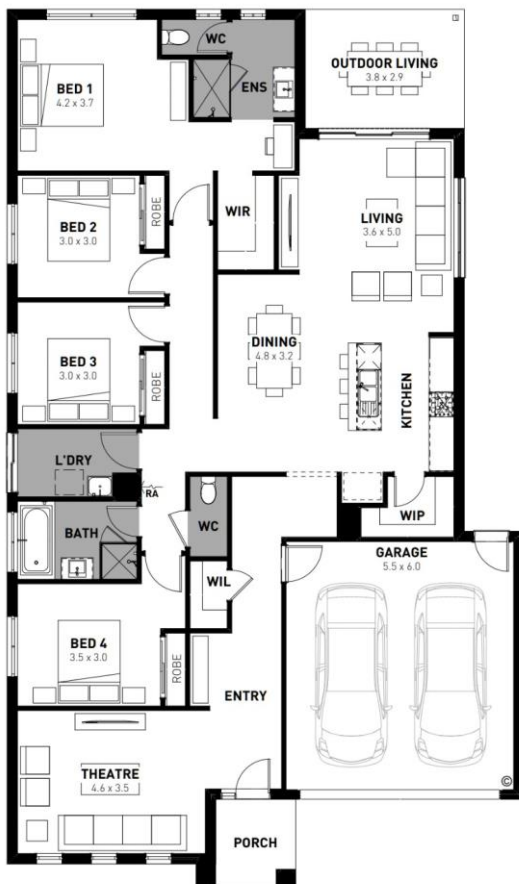 WC
BED 1
4.2 x 3.7
ENS
OUTDOOR LIVING
3.8 x 2.9
BED 2
3.0 x 3.0
ROBE
WIR
LIVING
3.6 x 5.0
BED 3
3.0 x 3.0
ROBE
DINING
4.8 x 3.2
KITCHEN
L'DRY
RA
BATH
WC
WIP
WIL
GARAGE
5.5 x 6.0
BED 4
3.5 x 3.0
ROBE
ENTRY
THEATRE
4.6 x 3.5
PORCH
©